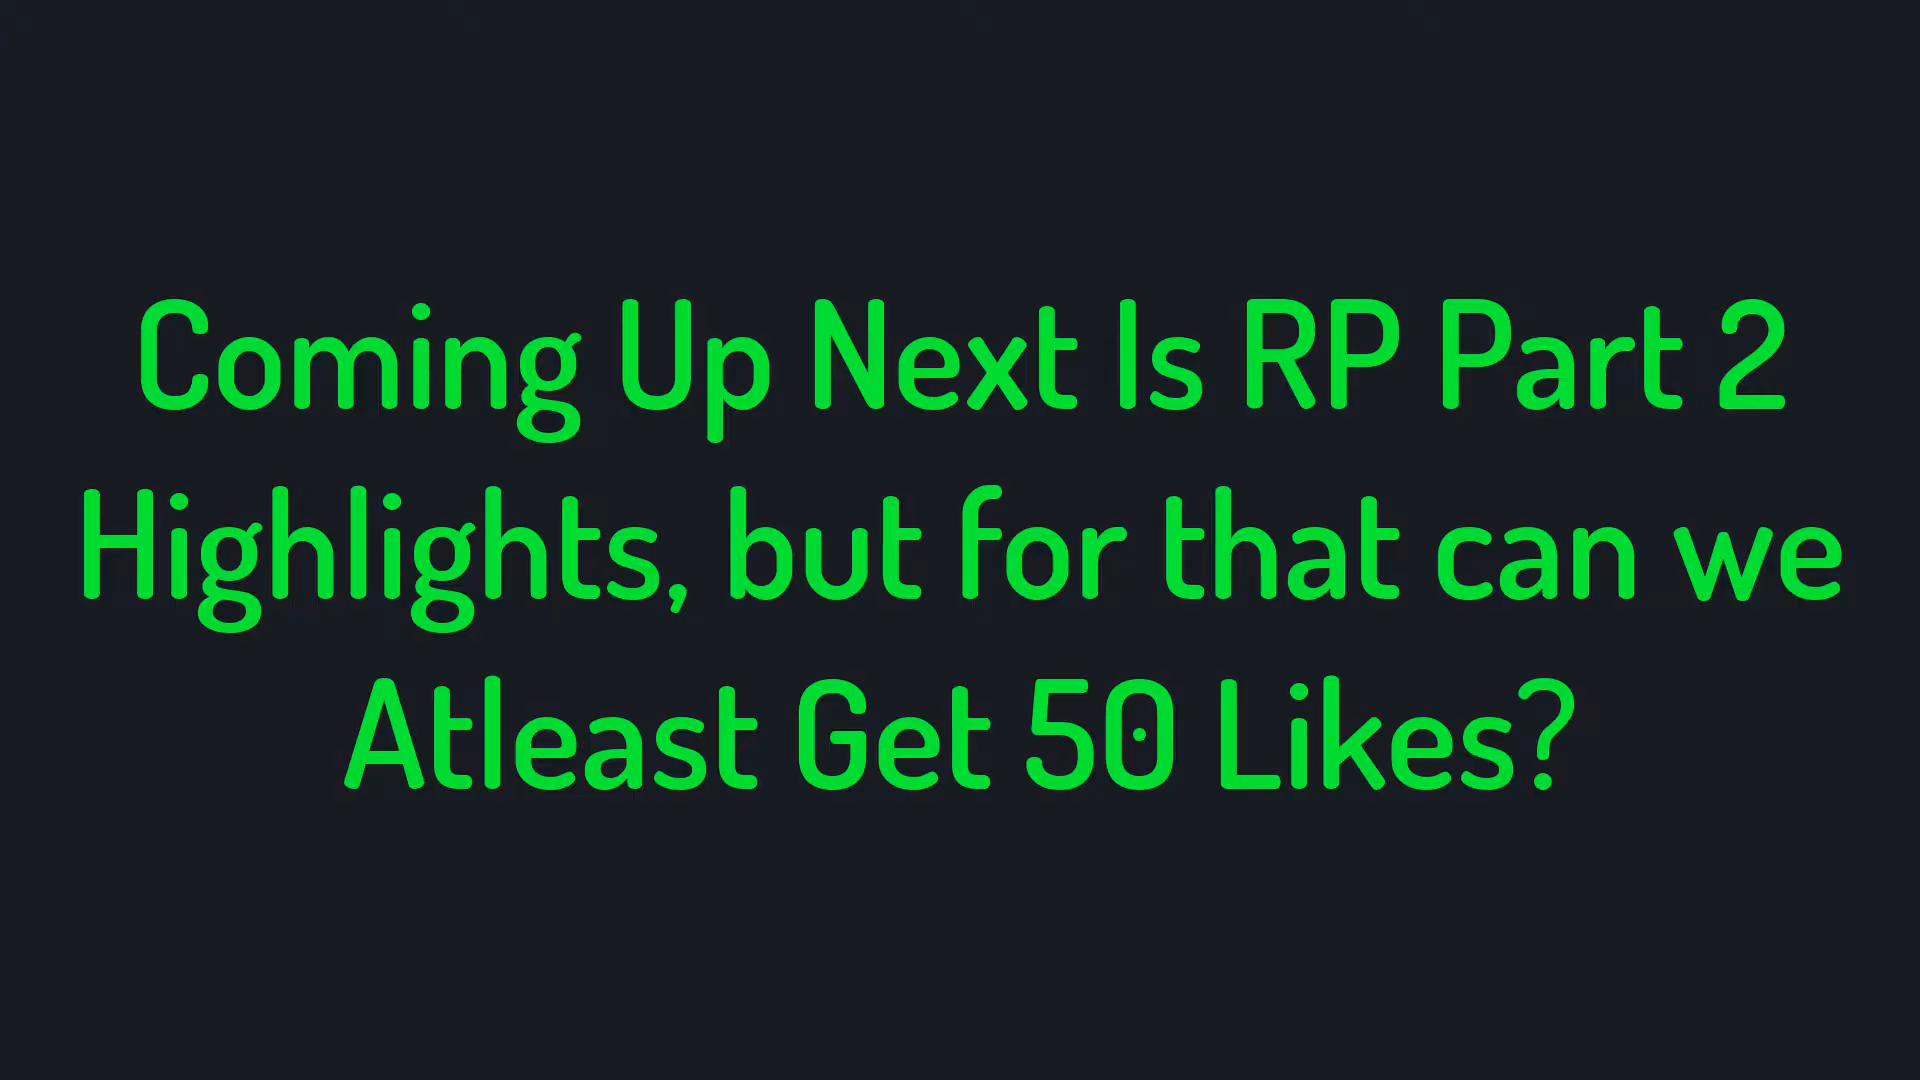 Coming Up Next Is RP Part 2
Highlights, but for that can we
Atleast Get 50 Likes?